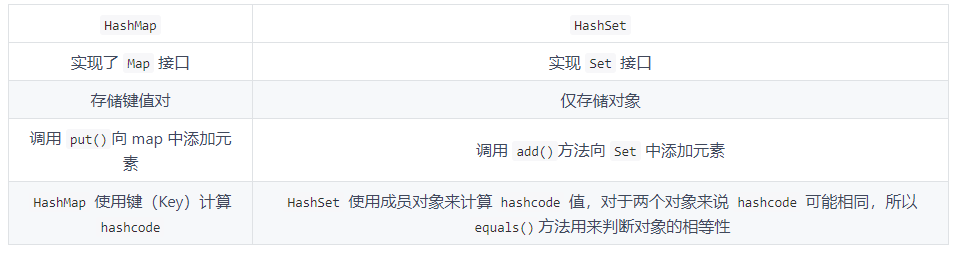 HashMap
HashSet
实现了 Map 接口
实现 Set 接口
存储键值对
仅存储对象
调用 put()向 map 中添加元
素
调用 add()方法向 Set 中添加元素
HashMap 使用键（Key）计算
hashcode
HashSet 使用成员对象来计算 hashcode 值，对于两个对象来说 hashcode 可能相同，所以
equals()方法用来判断对象的相等性